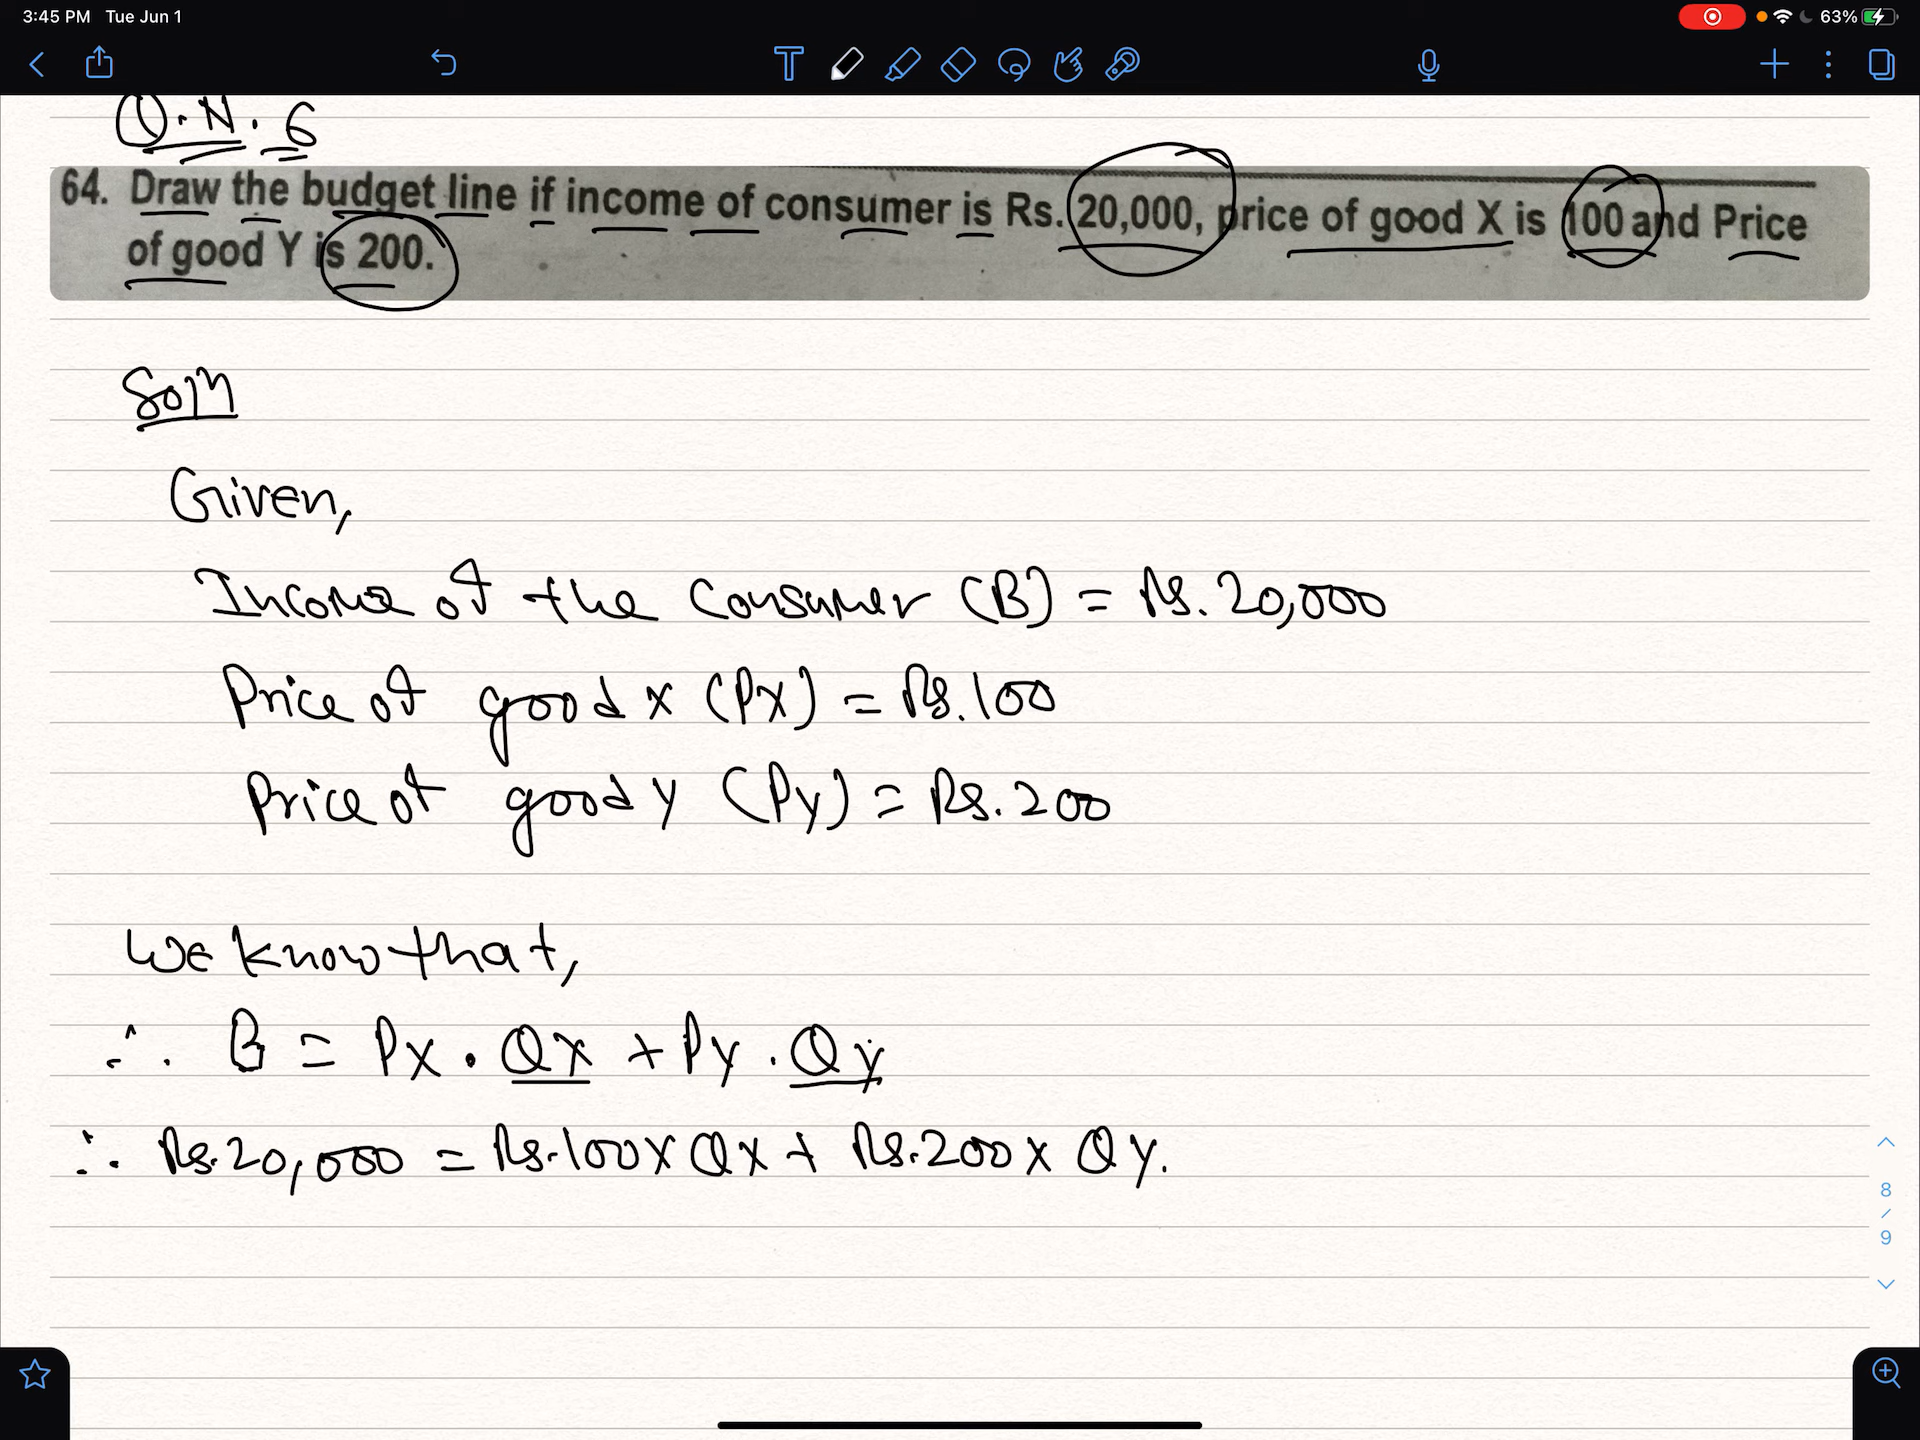 3:45 PM Tue Jun 1
63%
Q.N. 6
64. Draw the budget line if income of consumer is Rs. 20,000, price of good X is 100 and Price
of good Y is 200.
Soln
Given,
Income of the Consumer (B) = Rs. 20,000
Price of good x (Px) = Rs. 100
Price of good y (Py) = Rs. 200
We know that,
∴ B = Px . Qx + Py . Qy
∴ Rs. 20,000 = Rs. 100 x Qx + Rs. 200 x Qy.
8
/
9